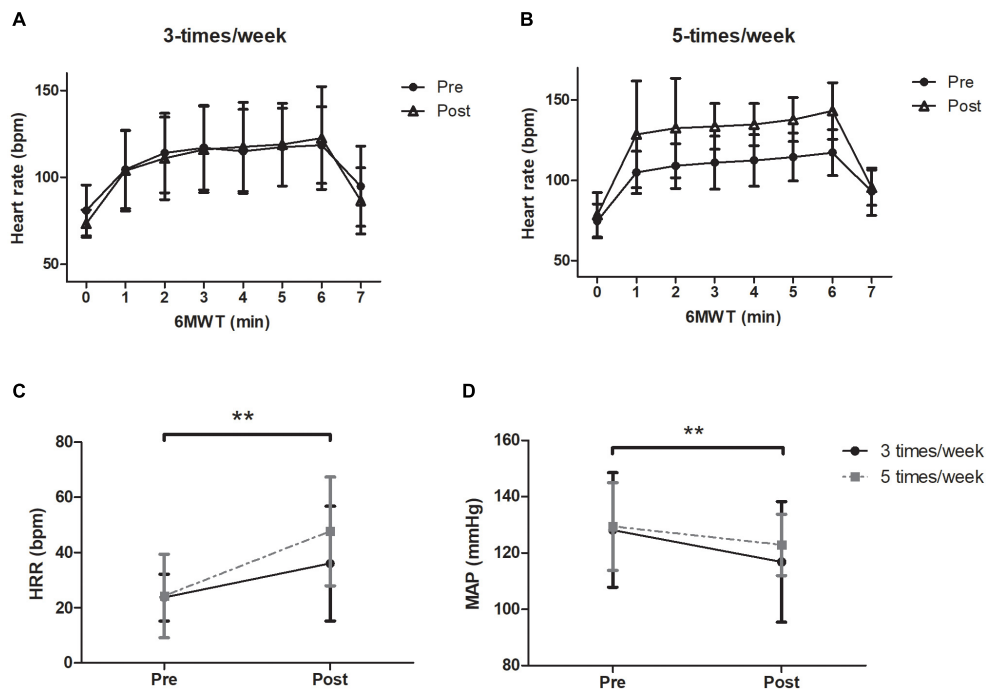 A
3-times/week
Heart rate (bpm)
150
100
50
0 1 2 3 4 5 6 7
6MWT (min)
Pre
Post
B
5-times/week
Heart rate (bpm)
150
100
50
0 1 2 3 4 5 6 7
6MWT (min)
Pre
Post
C
**
HRR (bpm)
80
60
40
20
0
Pre Post
D
**
MAP (mmHg)
160
140
120
100
80
Pre Post
3 times/week
5 times/week